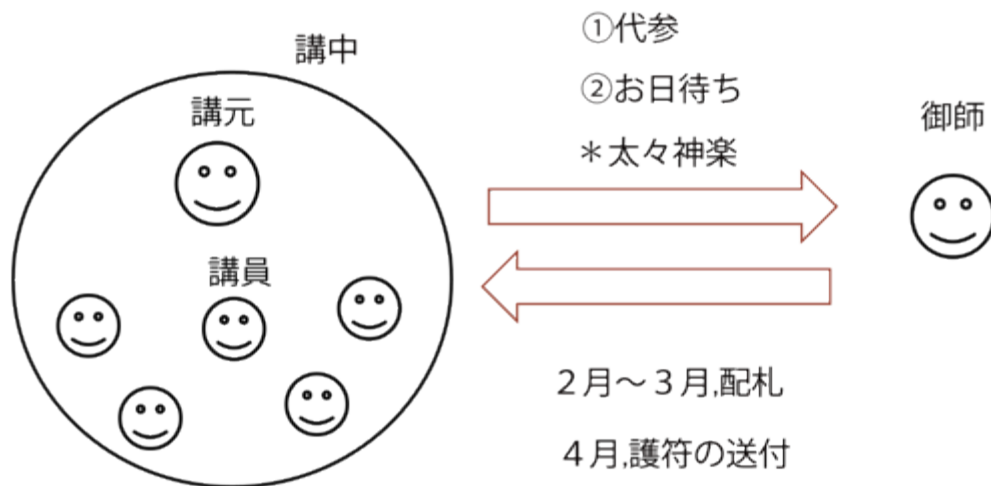 講中
講元
講員
①代参
②お日待ち
＊太々神楽
御師
２月～３月,配札
４月,護符の送付